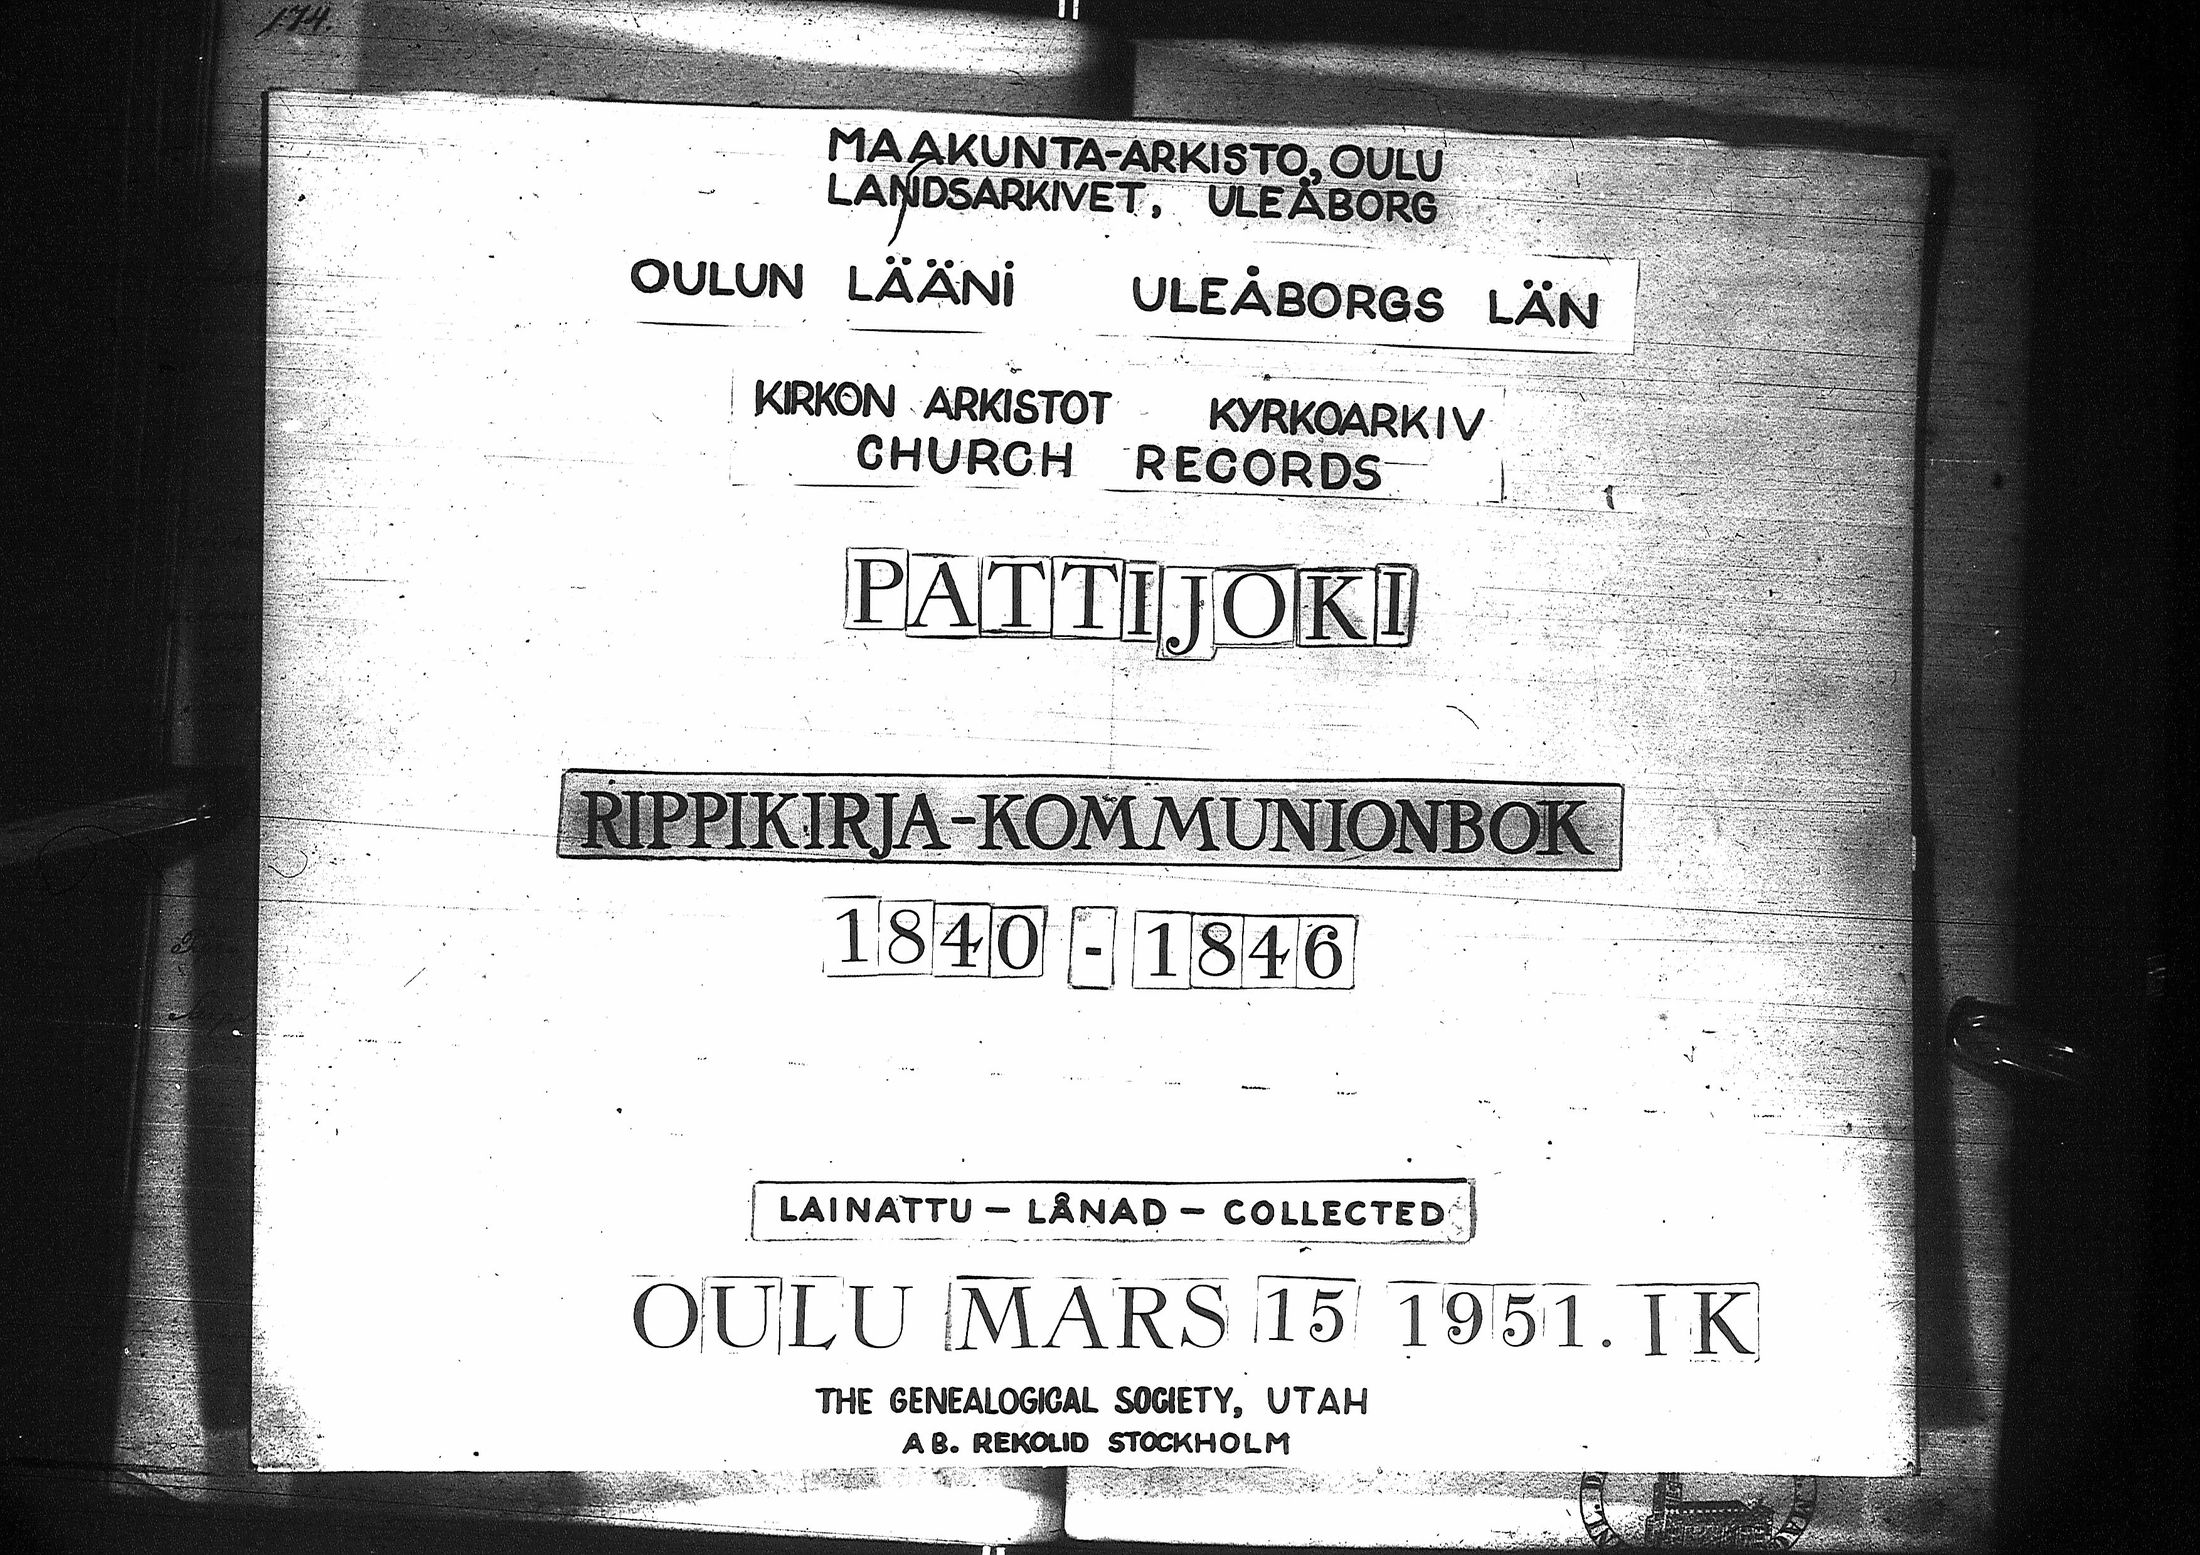 174.
MAAKUNTA-ARKISTO, OULU
LANDSARKIVET, ULEÅBORG
OULUN LÄÄNI ULEÅBORGS LÄN
KIRKON ARKISTOT KYRKOARKIV
CHURCH RECORDS
PATTIJOKI
RIPPIKIRJA-KOMMUNIONBOK
1840 - 1846
LAINATTU - LÅNAD - COLLECTED
OULU MARS 15 1951. I K
THE GENEALOGICAL SOCIETY, UTAH
AB. REKOLID STOCKHOLM